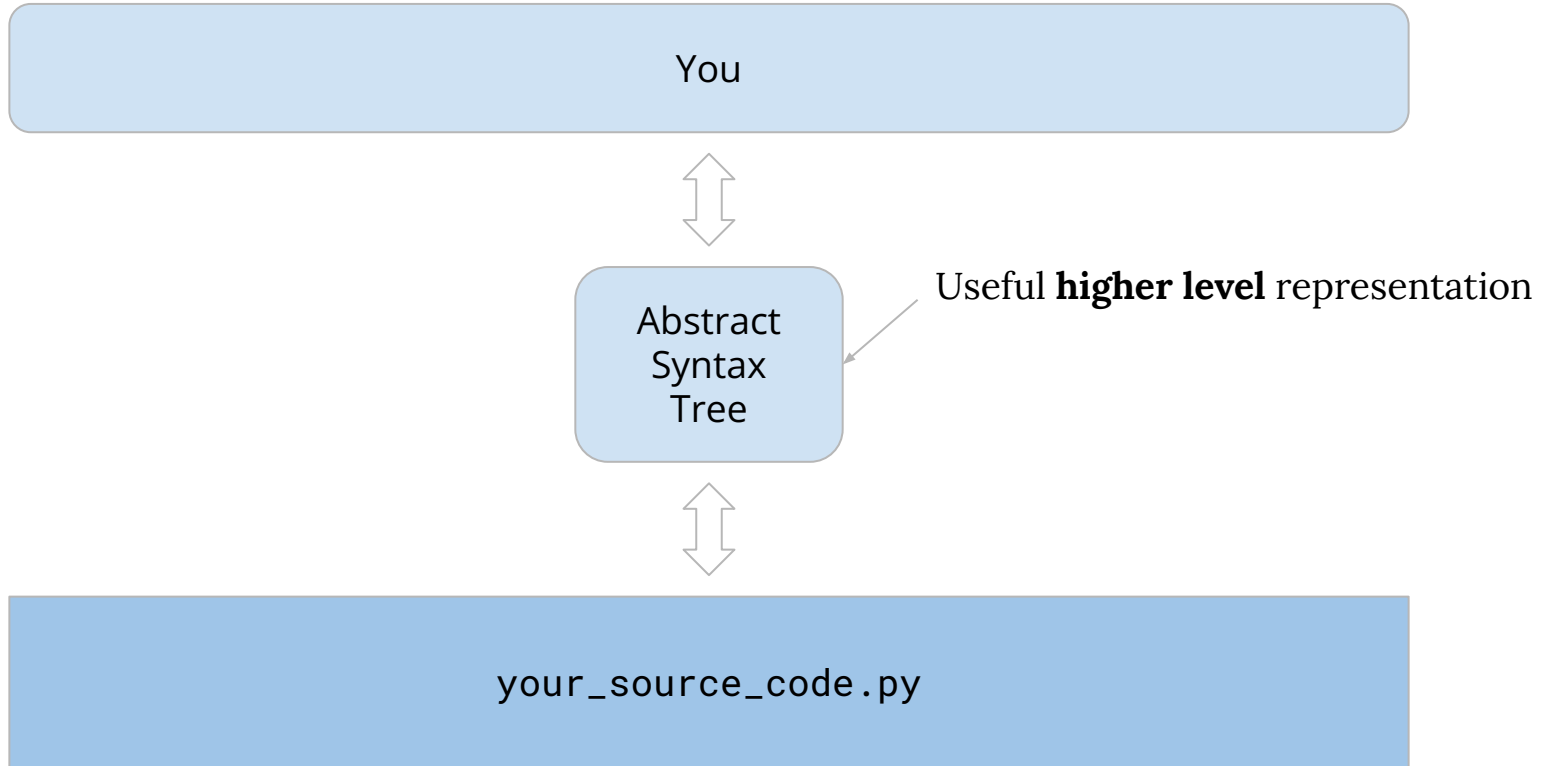 You
Useful higher level representation
Abstract
Syntax
Tree
your_source_code.py